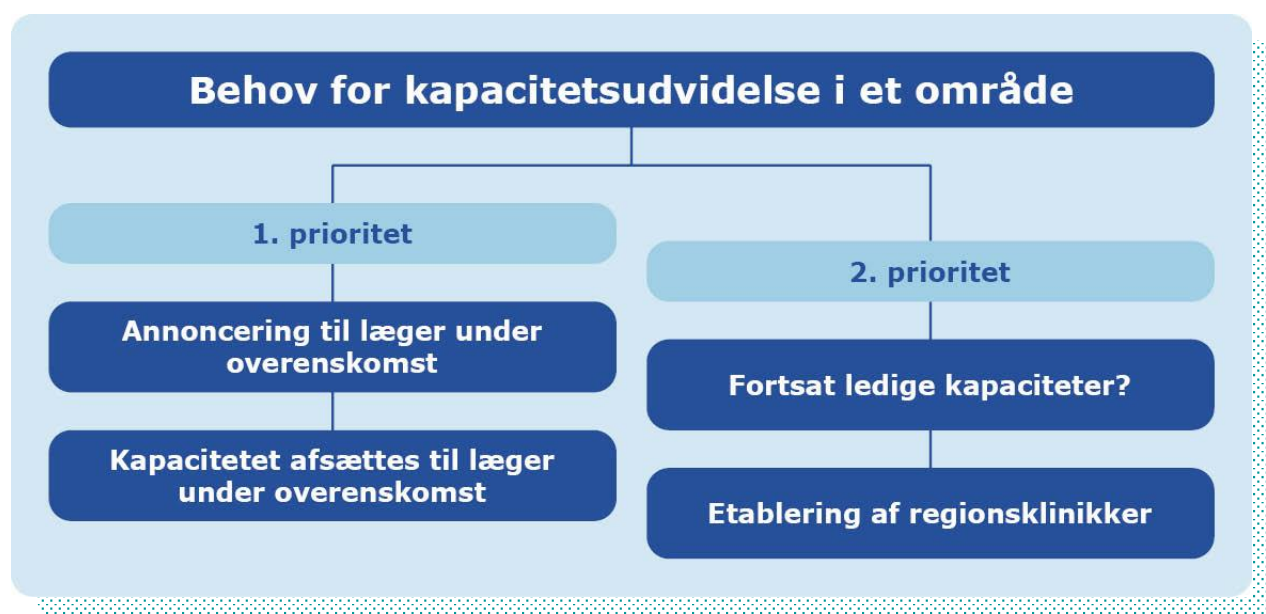 Behov for kapacitetsudvidelse i et område
1. prioritet
Annoncering til læger under
overenskomst
Kapacitetet afsættes til læger
under overenskomst
2. prioritet
Fortsat ledige kapaciteter?
Etablering af regionsklinikker